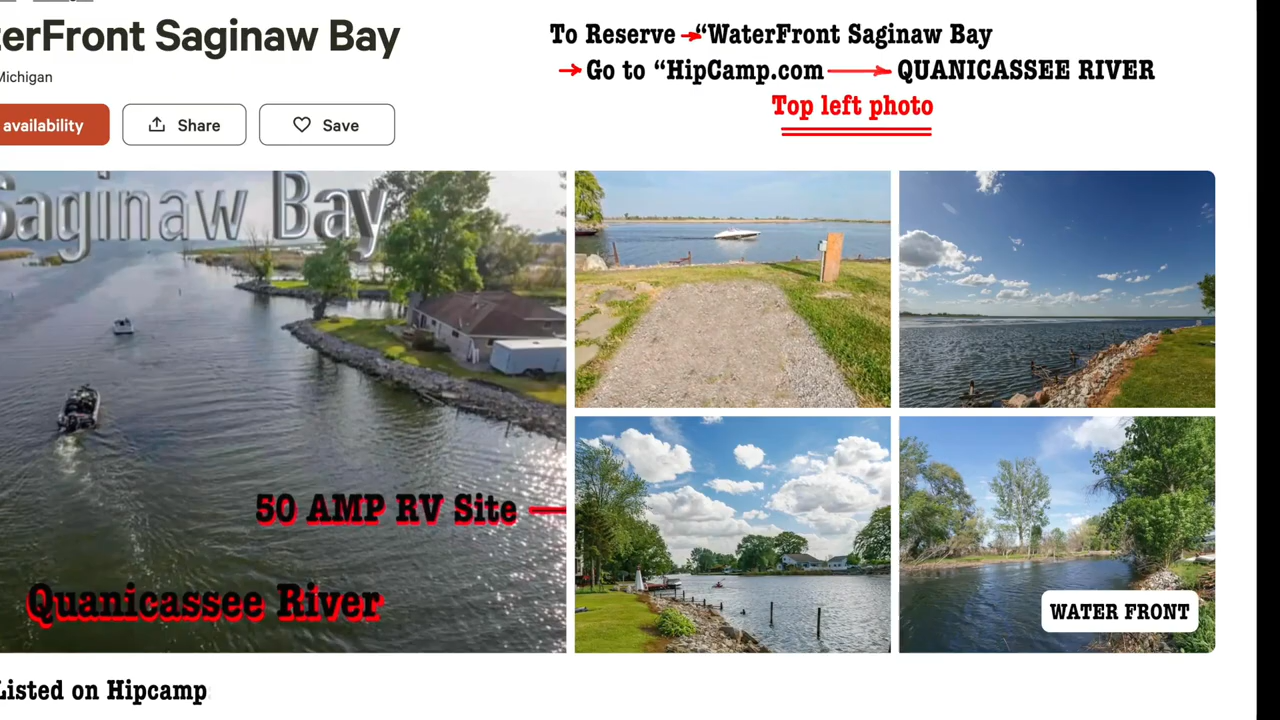 terFront Saginaw Bay
To Reserve “WaterFront Saginaw Bay
Michigan
Go to “HipCamp.com QUANICASSEE RIVER
Top left photo
availability
Share
Save
Saginaw Bay
50 AMP RV Site
Quanicassee River
WATER FRONT
Listed on Hipcamp